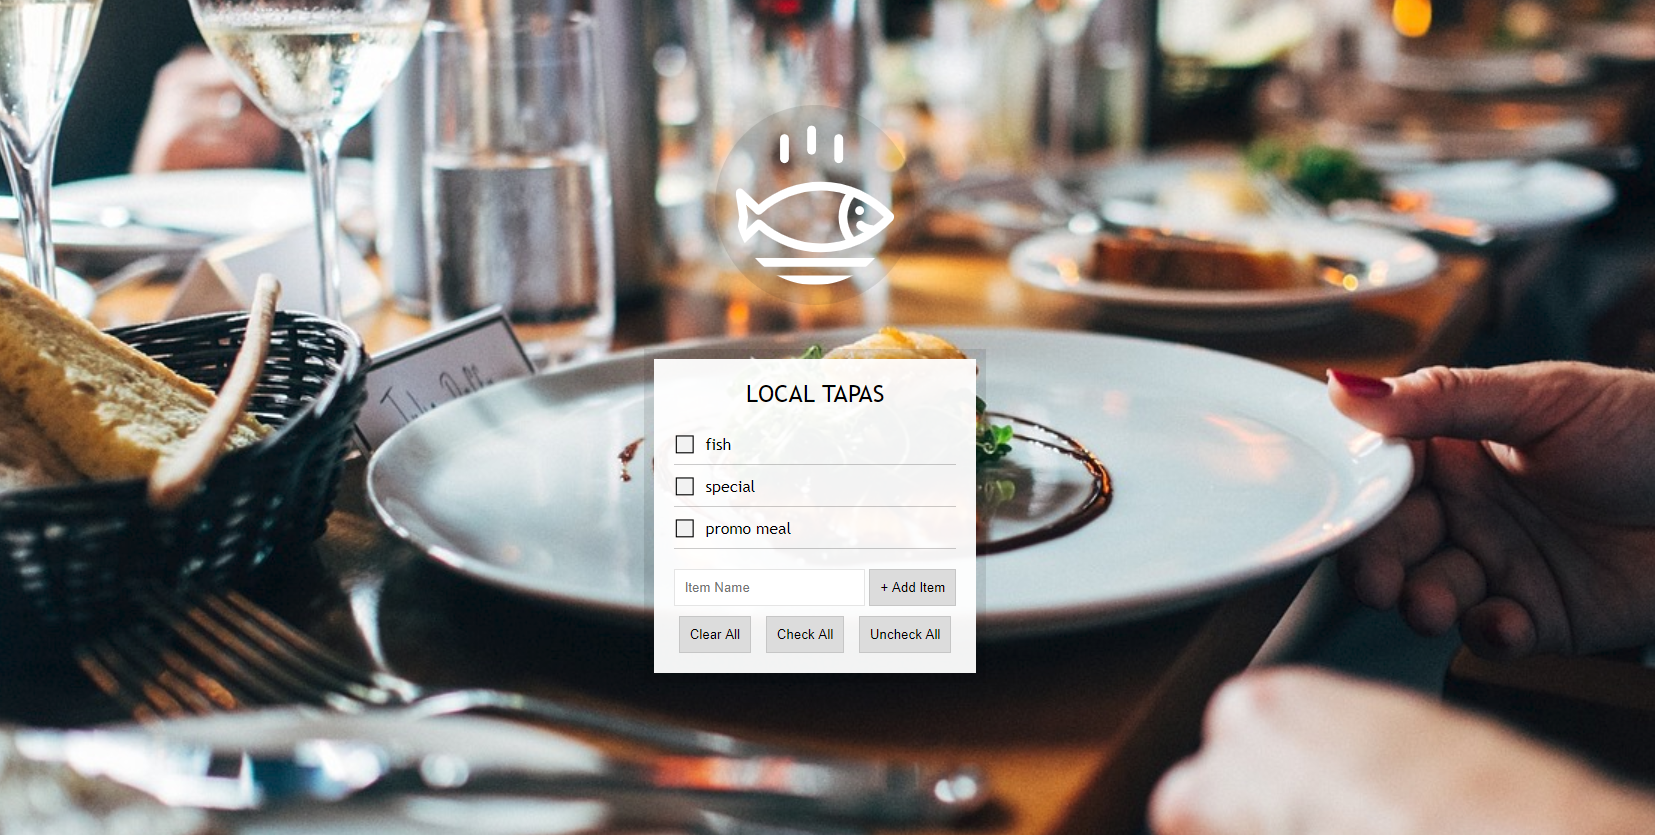 LOCAL TAPAS
fish
special
promo meal
Item Name
+ Add Item
Clear All
Check All
Uncheck All